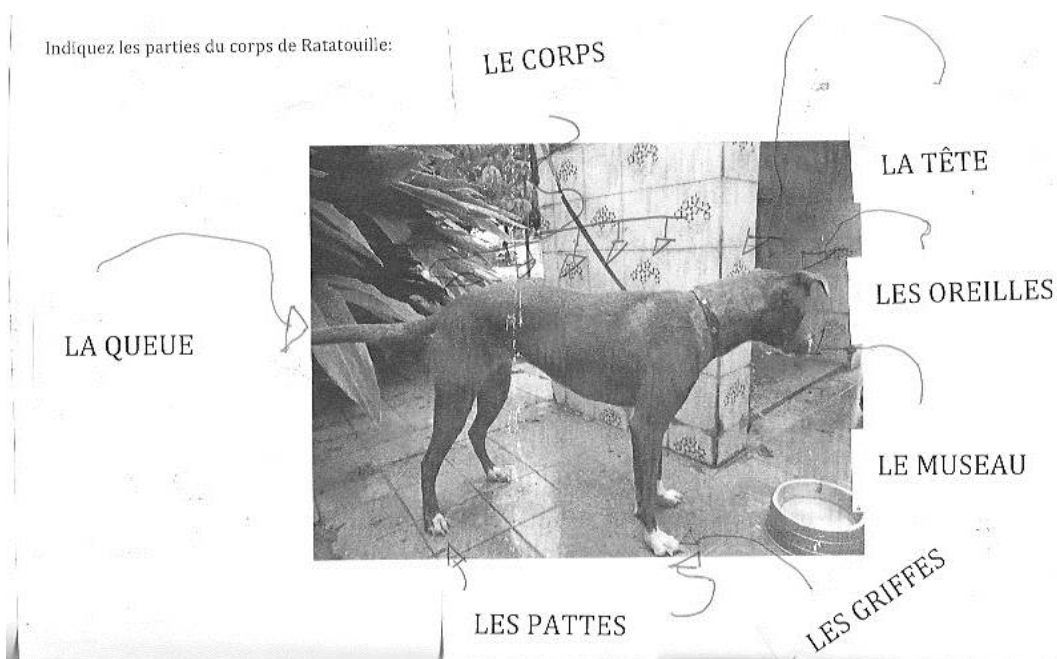 Indiquez les parties du corps de Ratatouille:
LE CORPS
LA TÊTE
LES OREILLES
LA QUEUE
LE MUSEAU
LES GRIFFES
LES PATTES